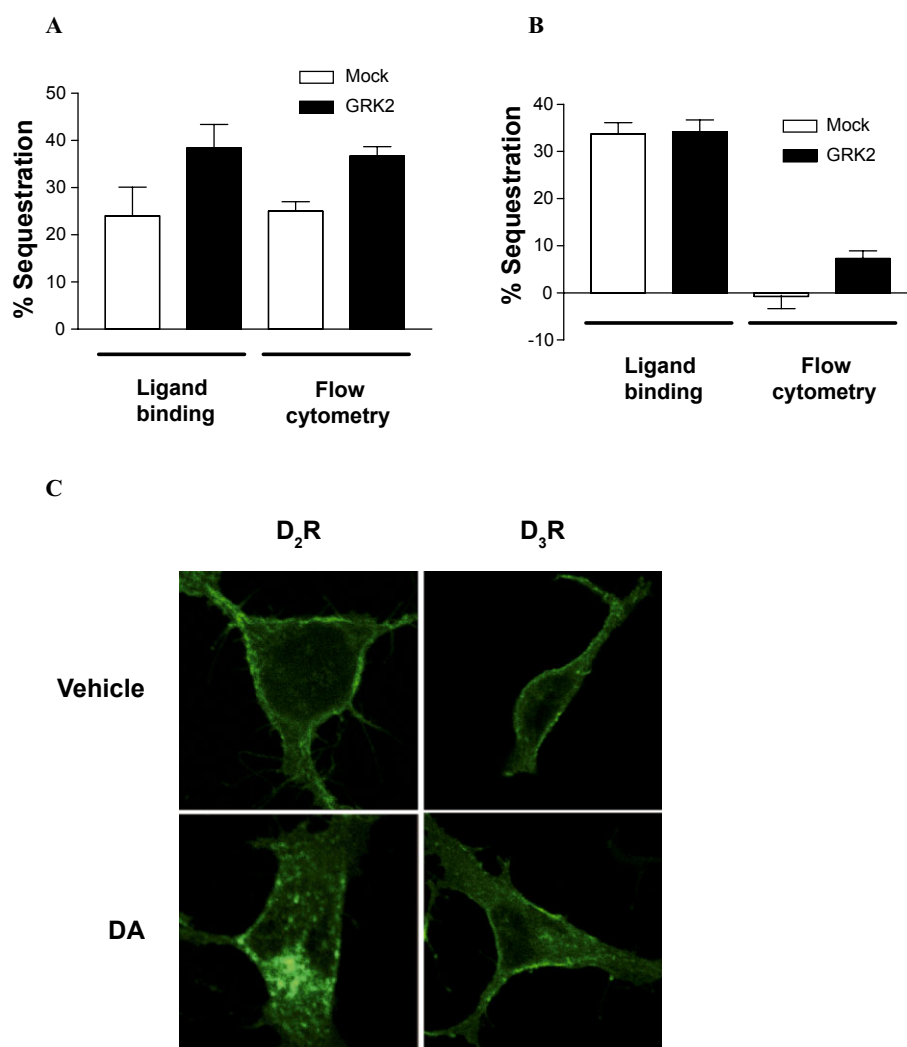 A
% Sequestration
50
40
30
20
10
0
Mock
GRK2
Ligand
binding
Flow
cytometry
B
% Sequestration
40
30
20
10
0
-10
Mock
GRK2
Ligand
binding
Flow
cytometry
C
D2R
D3R
Vehicle
DA